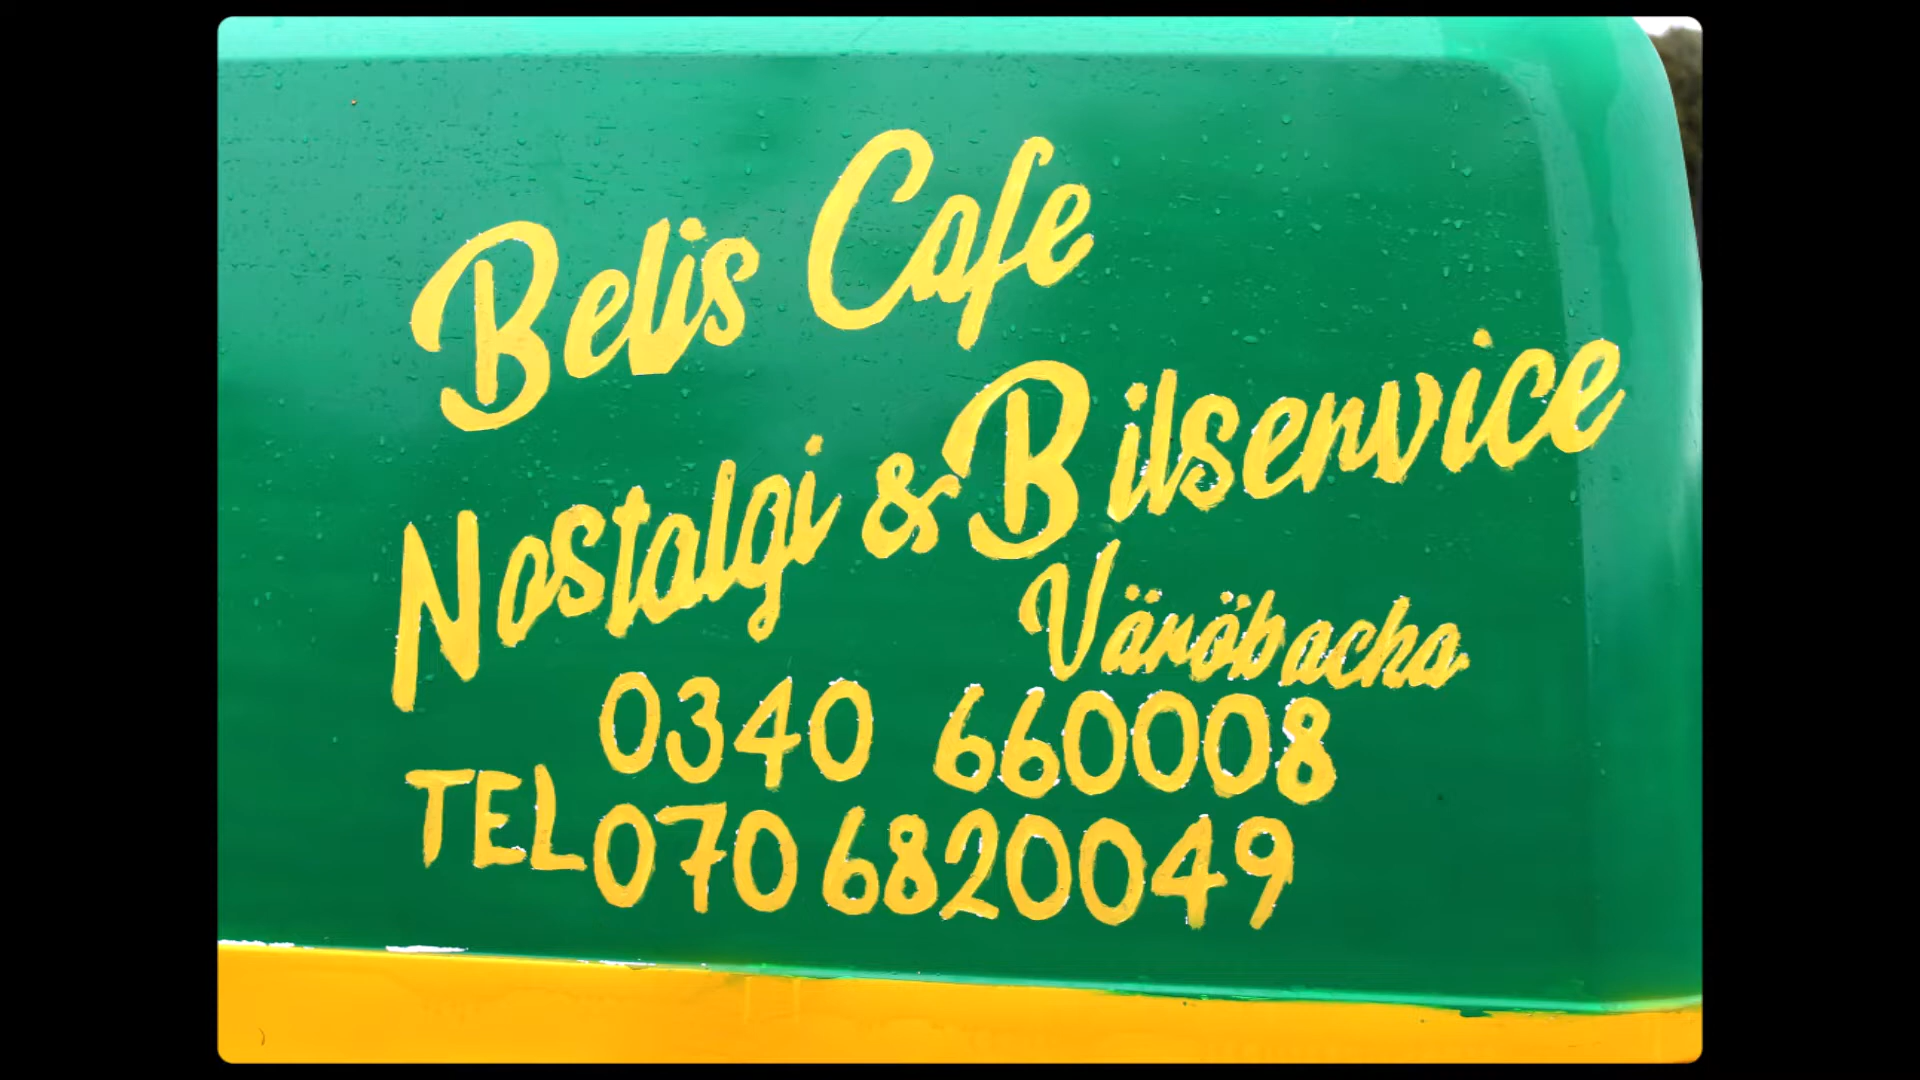 Belis Cafe
Nostalgi & Bilservice
Väröbacka
0340 660008
TEL 070 6820049